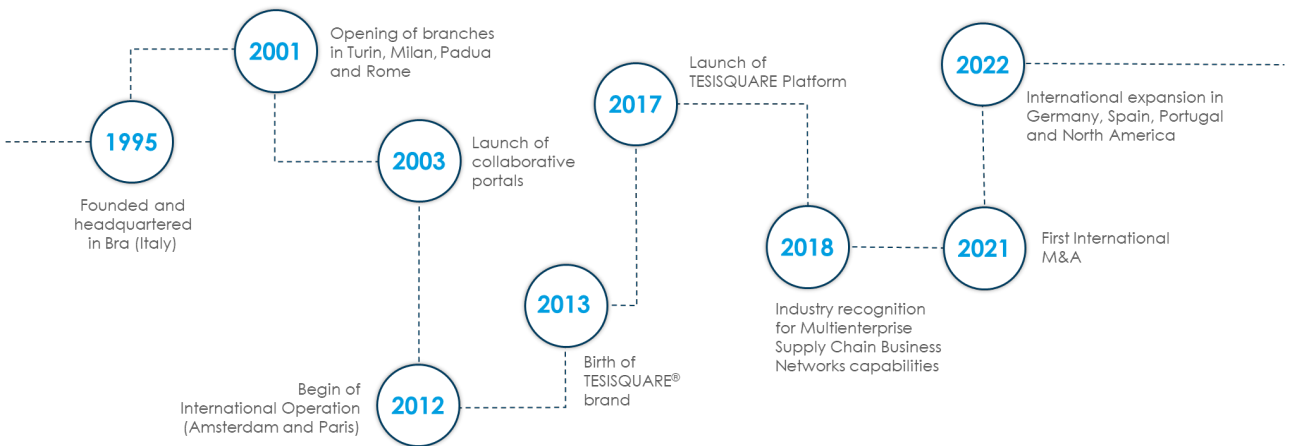 1995
Founded and
headquartered
in Bra (Italy)
2001
Opening of branches
in Turin, Milan, Padua
and Rome
2003
Launch of
collaborative
portals
2012
Begin of
International Operation
(Amsterdam and Paris)
2013
Birth of
TESISQUARE®
brand
2017
Launch of
TESISQUARE Platform
2018
Industry recognition
for Multienterprise
Supply Chain Business
Networks capabilities
2021
First International
M&A
2022
International expansion in
Germany, Spain, Portugal
and North America